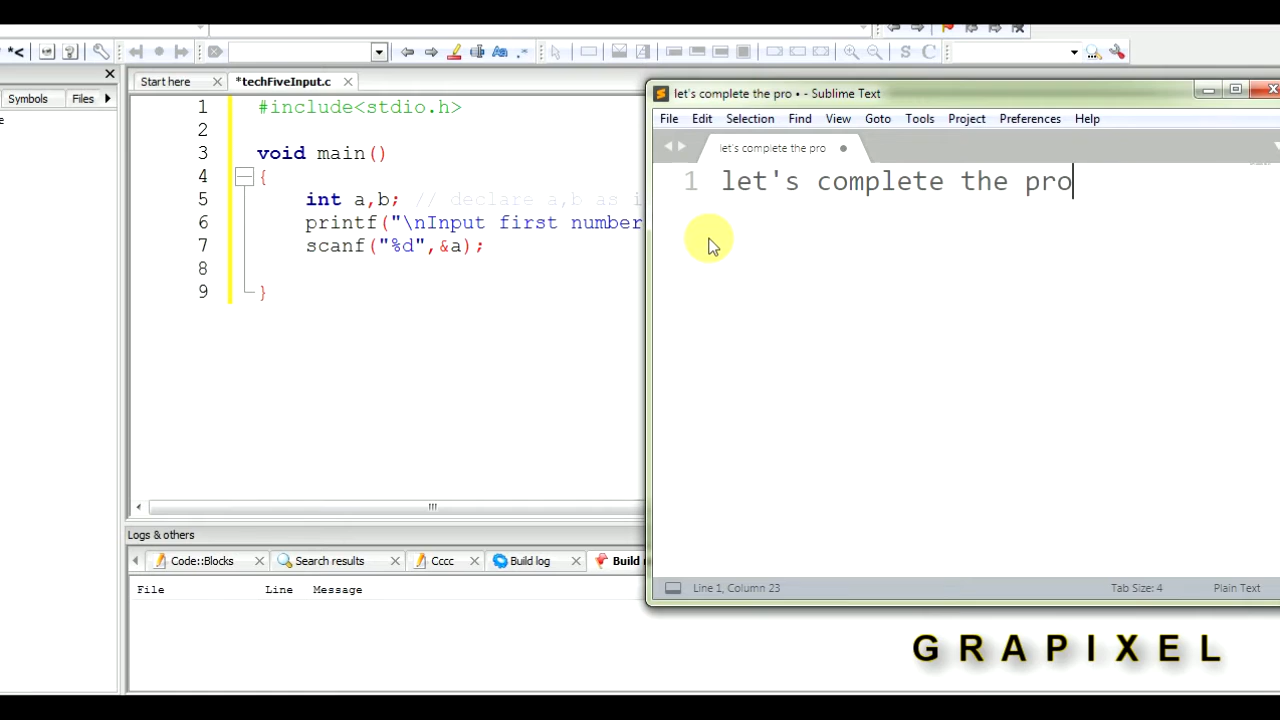 *<
Start here
*techFiveInput.c
Symbols
Files
e
1 #include<stdio.h>
2
3 void main()
4 {
5 int a,b; // declare a,b as i
6 printf("\nInput first number
7 scanf("%d",&a);
8
9 }
let's complete the pro • - Sublime Text
File Edit Selection Find View Goto Tools Project Preferences Help
let's complete the pro
1 let's complete the pro
Line 1, Column 23
Tab Size: 4
Plain Text
Logs & others
Code::Blocks
Search results
Cccc
Build log
Build
File Line Message
GRAPIXEL